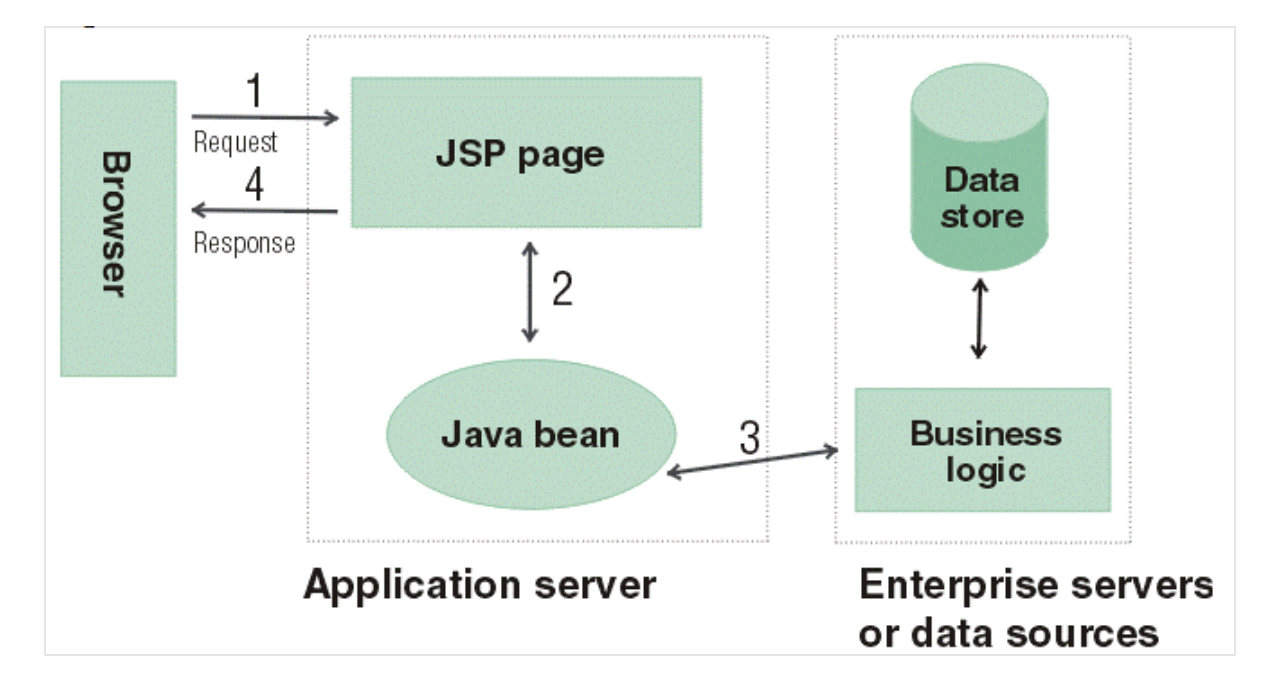 1
Request
4
Response
Browser
JSP page
2
Java bean
3
Data
store
Business
logic
Application server
Enterprise servers
or data sources